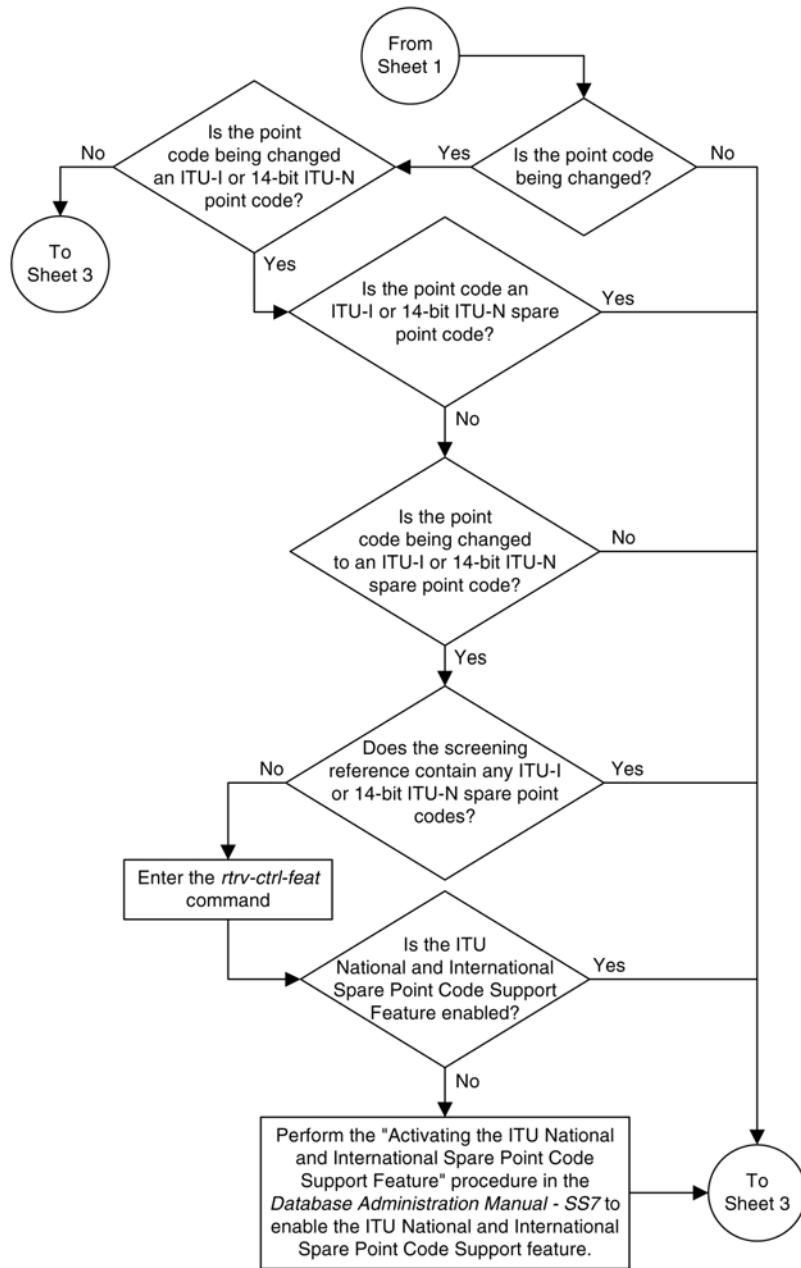 From
Sheet 1
Is the point code
being changed?
Yes
No
Is the point
code being changed
an ITU-I or 14-bit ITU-N
point code?
No
To
Sheet 3
Yes
Is the point code an
ITU-I or 14-bit ITU-N spare
point code?
Yes
No
Is the point
code being changed
to an ITU-I or 14-bit ITU-N
spare point code?
No
Yes
Does the screening
reference contain any ITU-I
or 14-bit ITU-N spare point
codes?
No
Yes
Enter the rtrv-ctrl-feat
command
Is the ITU
National and International
Spare Point Code Support
Feature enabled?
Yes
No
Perform the "Activating the ITU National
and International Spare Point Code
Support Feature" procedure in the
Database Administration Manual - SS7 to
enable the ITU National and International
Spare Point Code Support feature.
To
Sheet 3